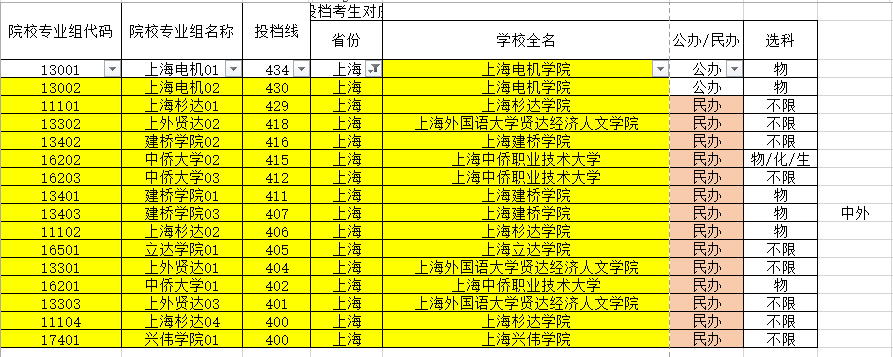 投档考生对应
院校专业组代码 院校专业组名称 投档线 省份 学校全名 公办/民办 选科
13001 上海电机01 434 上海 上海电机学院 公办 物
13002 上海电机02 430 上海 上海电机学院 公办 物
11101 上海杉达01 429 上海 上海杉达学院 民办 不限
13302 上外贤达02 418 上海 上海外国语大学贤达经济人文学院 民办 不限
13402 建桥学院02 416 上海 上海建桥学院 民办 不限
16202 中侨大学02 415 上海 上海中侨职业技术大学 民办 物/化/生
16203 中侨大学03 412 上海 上海中侨职业技术大学 民办 不限
13401 建桥学院01 411 上海 上海建桥学院 民办 物
13403 建桥学院03 407 上海 上海建桥学院 民办 物 中外
11102 上海杉达02 406 上海 上海杉达学院 民办 物
16501 立达学院01 405 上海 上海立达学院 民办 不限
13301 上外贤达01 404 上海 上海外国语大学贤达经济人文学院 民办 不限
16201 中侨大学01 402 上海 上海中侨职业技术大学 民办 物
13303 上外贤达03 401 上海 上海外国语大学贤达经济人文学院 民办 不限
11104 上海杉达04 400 上海 上海杉达学院 民办 不限
17401 兴伟学院01 400 上海 上海兴伟学院 民办 不限